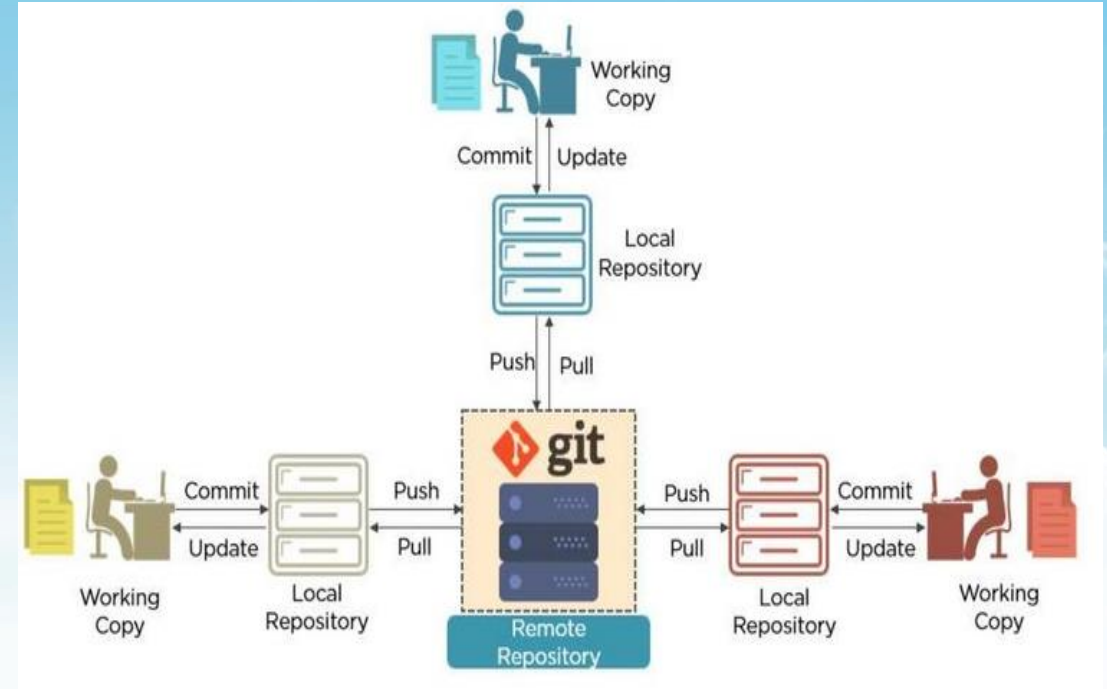 Working
Copy
Commit
Update
Local
Repository
Push
Pull
git
Commit
Push
Push
Commit
Update
Pull
Pull
Update
Working
Copy
Local
Repository
Local
Repository
Working
Copy
Remote
Repository